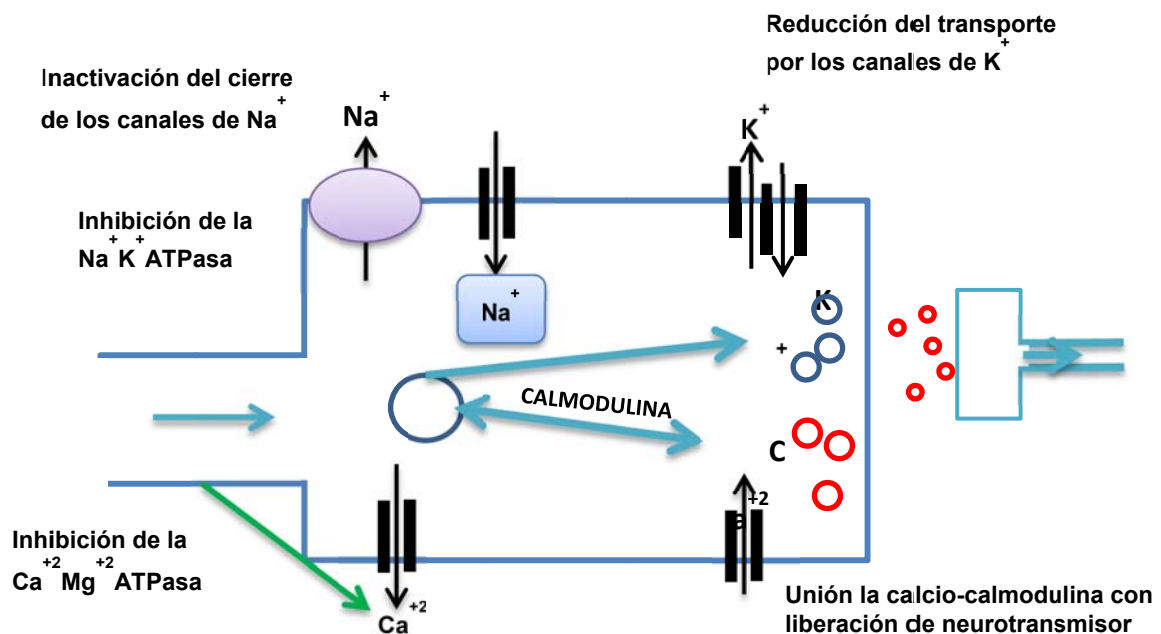 Reducción del transporte
por los canales de K+
Inactivación del cierre
de los canales de Na+
Na+
K+
Inhibición de la
Na+K+ATPasa
Na+
K
+
CALMODULINA
C
a+2
Inhibición de la
Ca+2Mg+2ATPasa
Ca+2
Unión la calcio-calmodulina con
liberación de neurotransmisor